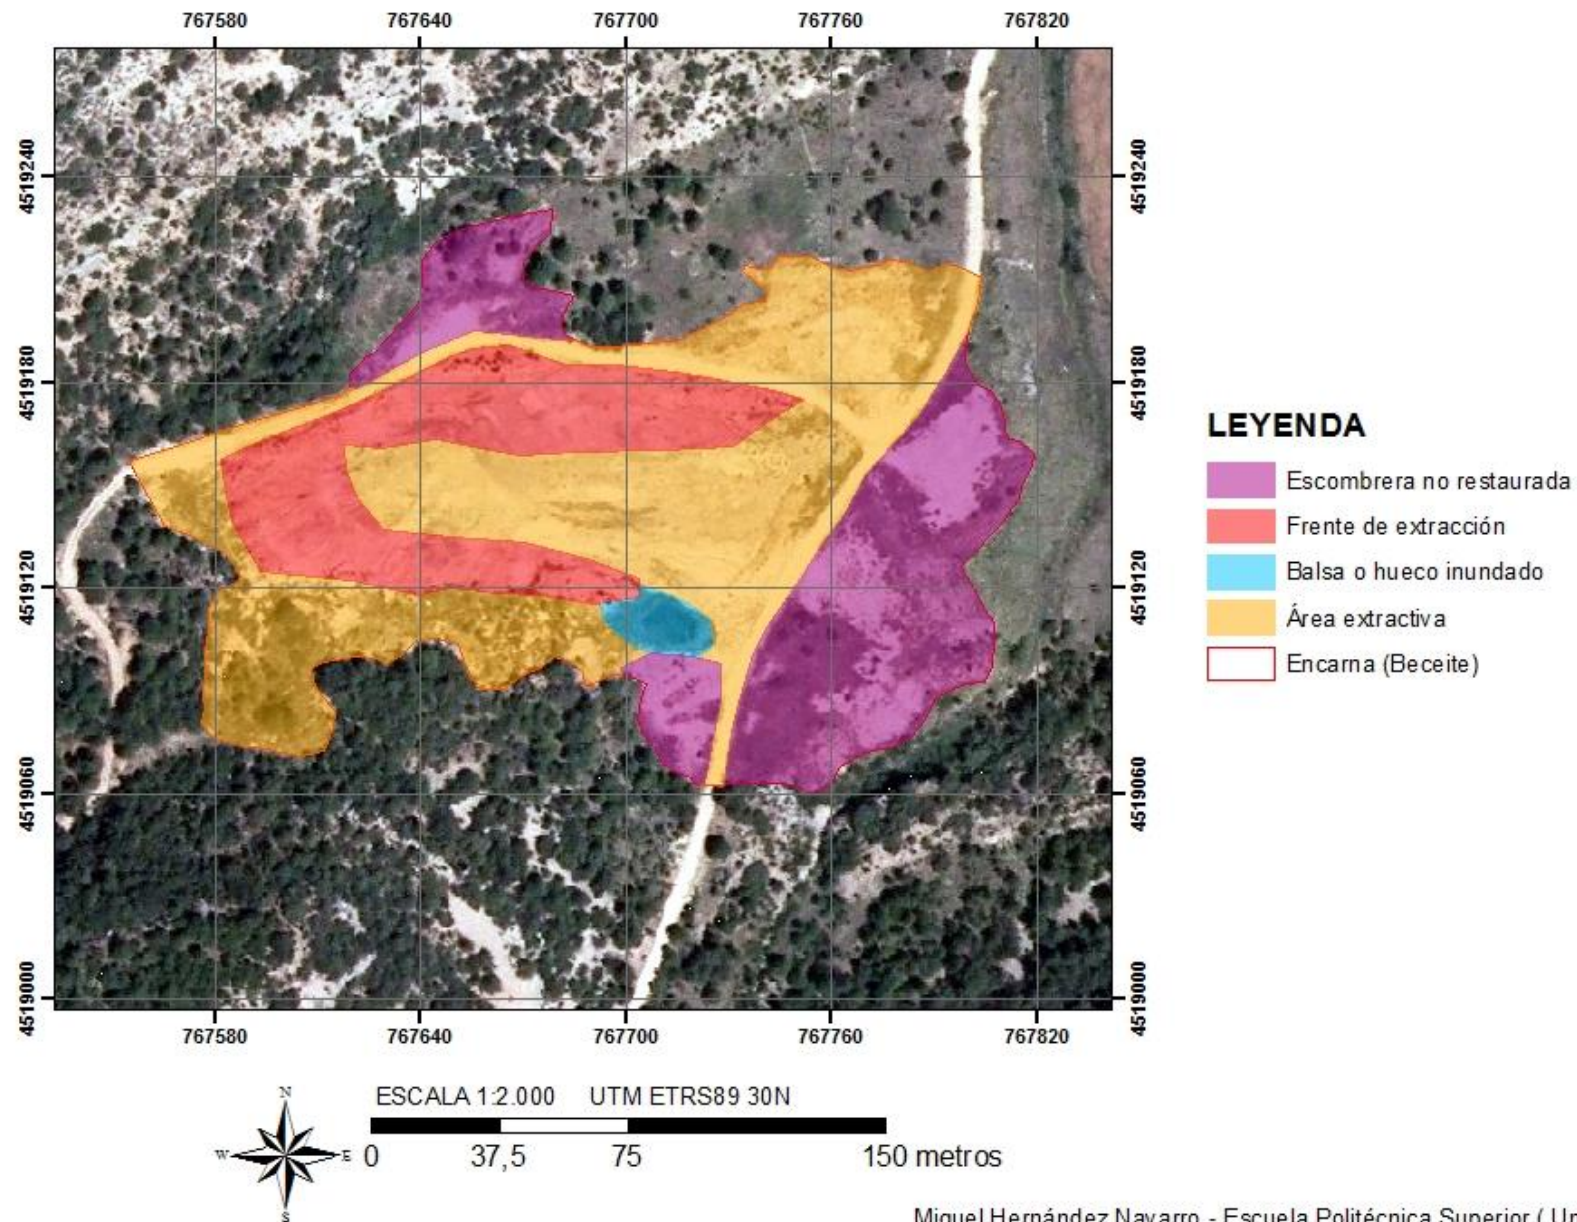 767580 767640 767700 767760 767820
4519240 4519240
4519180 4519180
4519120 4519120
4519060 4519060
4519000 4519000
767580 767640 767700 767760 767820
LEYENDA
Escombrera no restaurada
Frente de extracción
Balsa o hueco inundado
Área extractiva
Encarna (Beceite)
ESCALA 1:2.000 UTM ETRS89 30N
N
W E
S
0 37,5 75 150 metros
Miguel Hernández Navarro - Escuela Politécnica Superior (